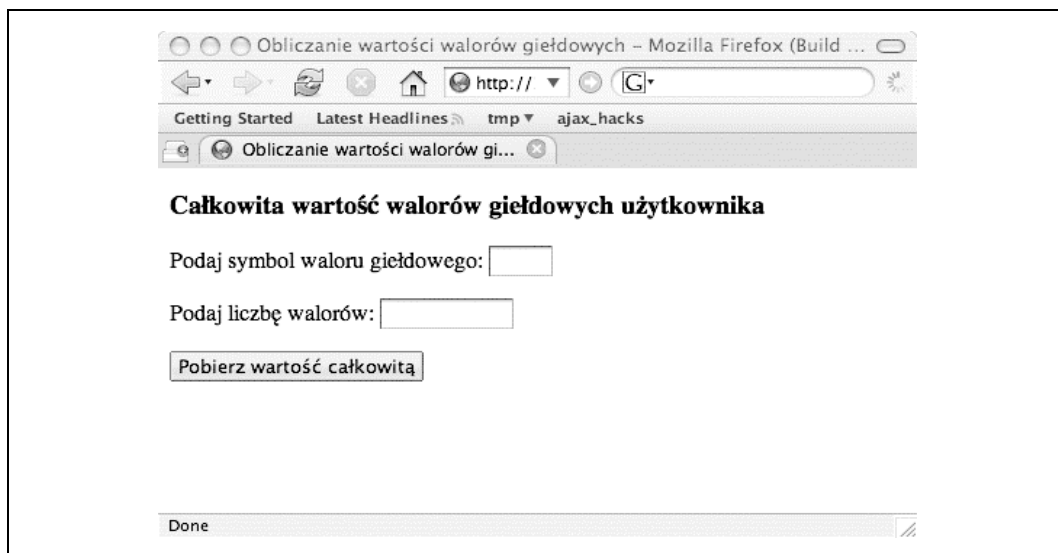 Obliczanie wartości walorów giełdowych – Mozilla Firefox (Build ...
http:// G
Getting Started Latest Headlines tmp ajax_hacks
Obliczanie wartości walorów gi...
Całkowita wartość walorów giełdowych użytkownika
Podaj symbol waloru giełdowego:
Podaj liczbę walorów:
Pobierz wartość całkowitą
Done